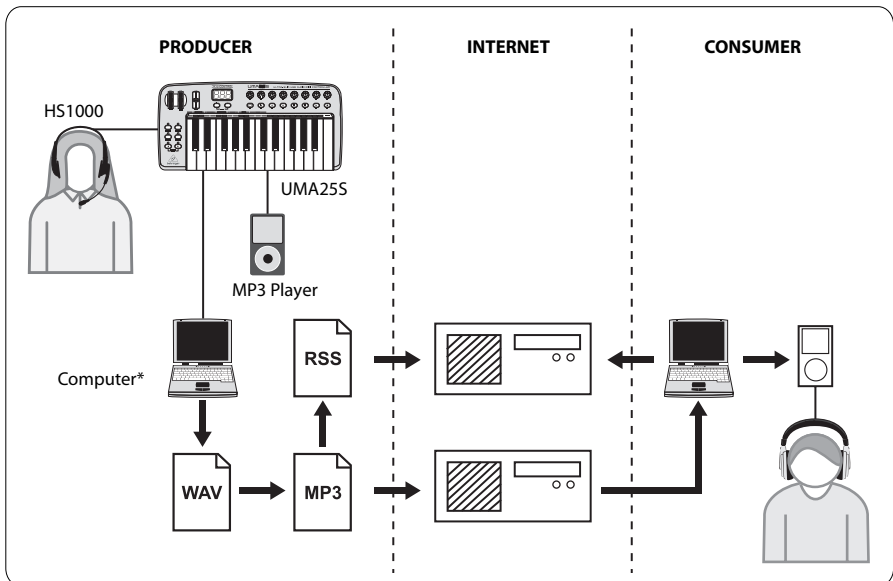 PRODUCER
INTERNET
CONSUMER
HS1000
UMA25S
MP3 Player
Computer*
RSS
WAV
MP3